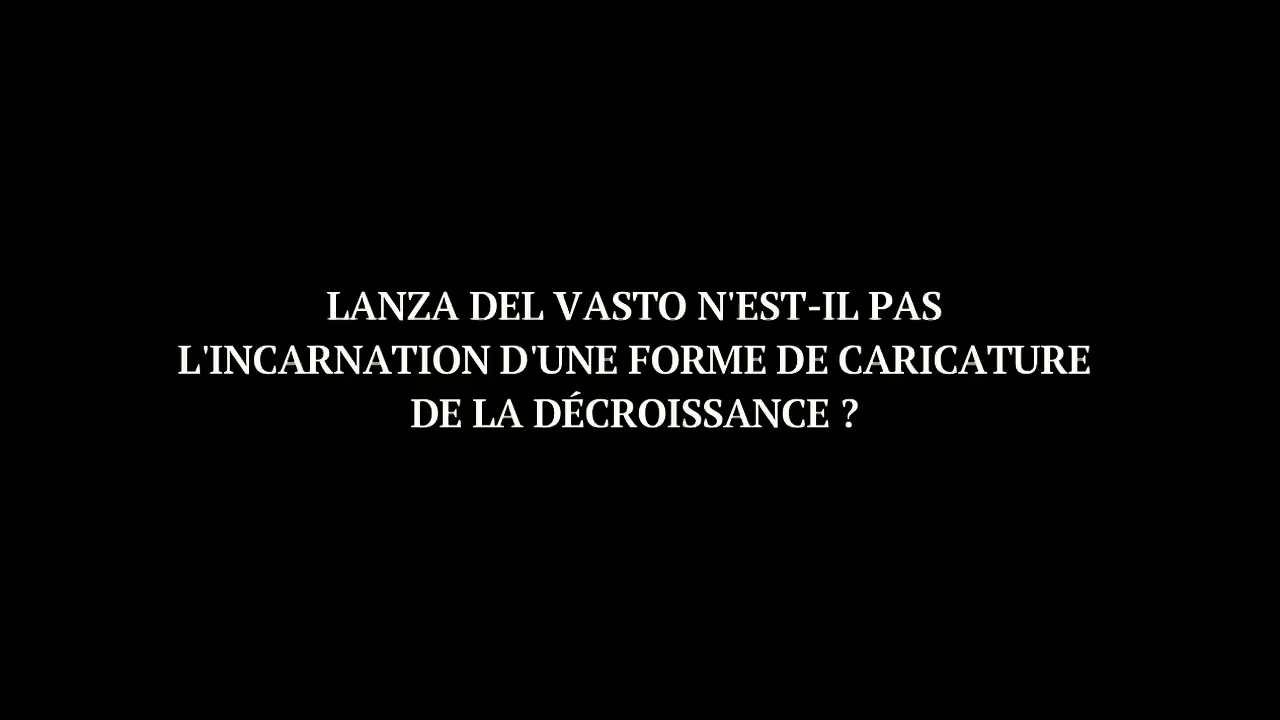 LANZA DEL VASTO N'EST-IL PAS
L'INCARNATION D'UNE FORME DE CARICATURE
DE LA DÉCROISSANCE ?